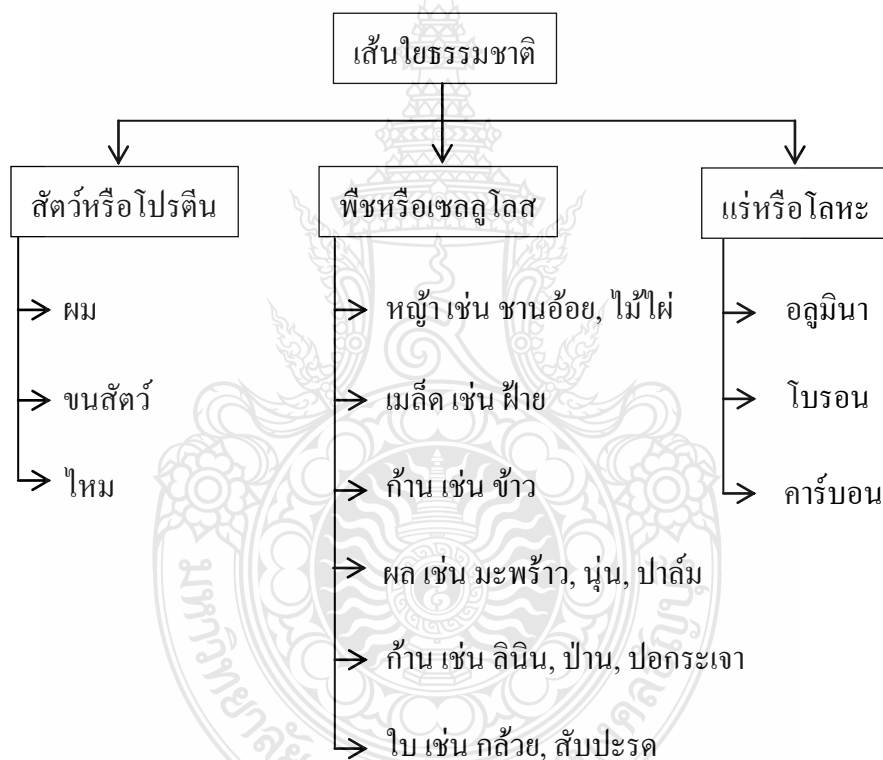 เส้นใยธรรมชาติ
สัตว์หรือโปรตีน
ผม
ขนสัตว์
ไหม
พืชหรือเซลลูโลส
หญ้า เช่น ชานอ้อย, ไม้ไผ่
เมล็ด เช่น ฝ้าย
ก้าน เช่น ข้าว
ผล เช่น มะพร้าว, นุ่น, ปาล์ม
ก้าน เช่น ลินิน, ป่าน, ปอกระเจา
ใบ เช่น กล้วย, สับปะรด
แร่หรือโลหะ
อลูมินา
โบรอน
คาร์บอน